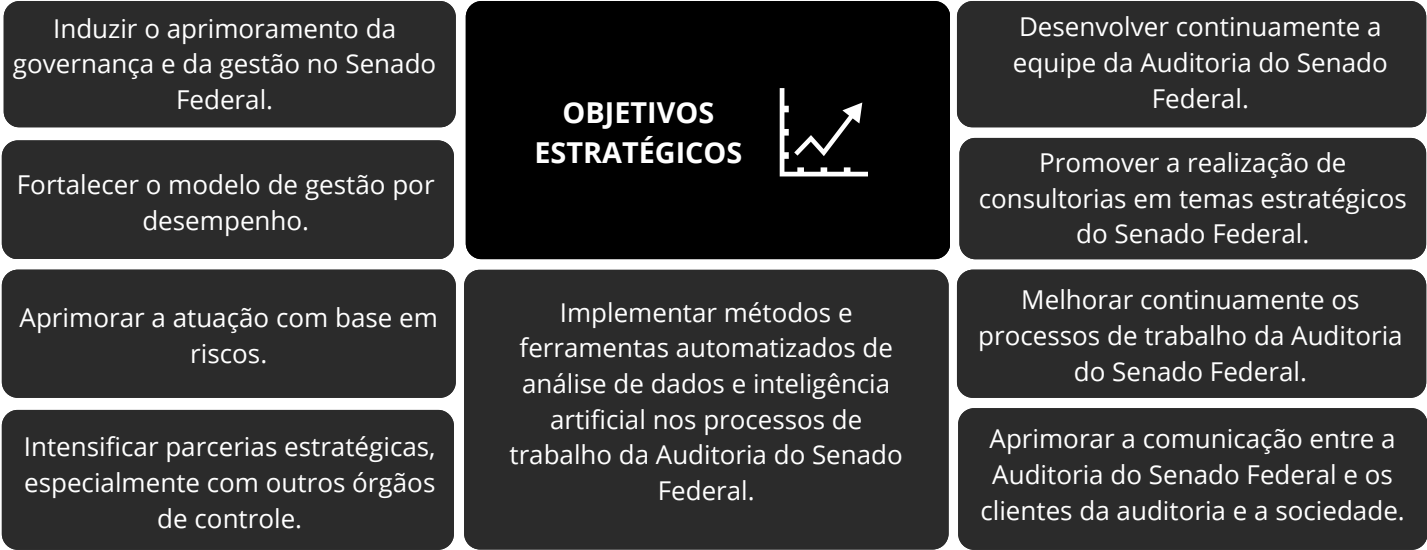 Induzir o aprimoramento da
governança e da gestão no Senado
Federal.
Fortalecer o modelo de gestão por
desempenho.
Aprimorar a atuação com base em
riscos.
Intensificar parcerias estratégicas,
especialmente com outros órgãos
de controle.
OBJETIVOS
ESTRATÉGICOS
Implementar métodos e
ferramentas automatizados de
análise de dados e inteligência
artificial nos processos de
trabalho da Auditoria do Senado
Federal.
Desenvolver continuamente a
equipe da Auditoria do Senado
Federal.
Promover a realização de
consultorias em temas estratégicos
do Senado Federal.
Melhorar continuamente os
processos de trabalho da Auditoria
do Senado Federal.
Aprimorar a comunicação entre a
Auditoria do Senado Federal e os
clientes da auditoria e a sociedade.